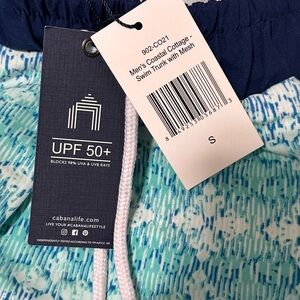 902-CO21
Men's Coastal Cottage -
Swim Trunk with Mesh
S
UPF 50+
BLOCKS 98% UVA & UVB RAYS
cabanalife.com
LIVE YOUR #CABANALIFESTYLE